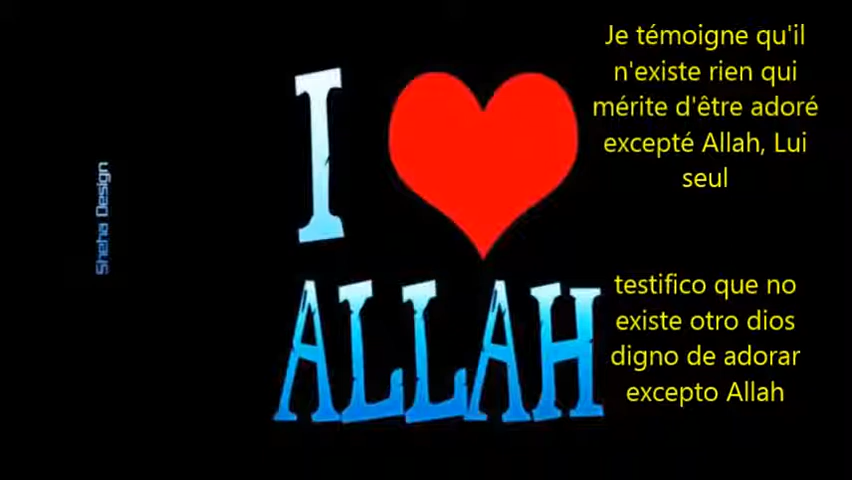 Sheha Design
I
ALLAH
Je témoigne qu'il
n'existe rien qui
mérite d'être adoré
excepté Allah, Lui
seul
testifico que no
existe otro dios
digno de adorar
excepto Allah